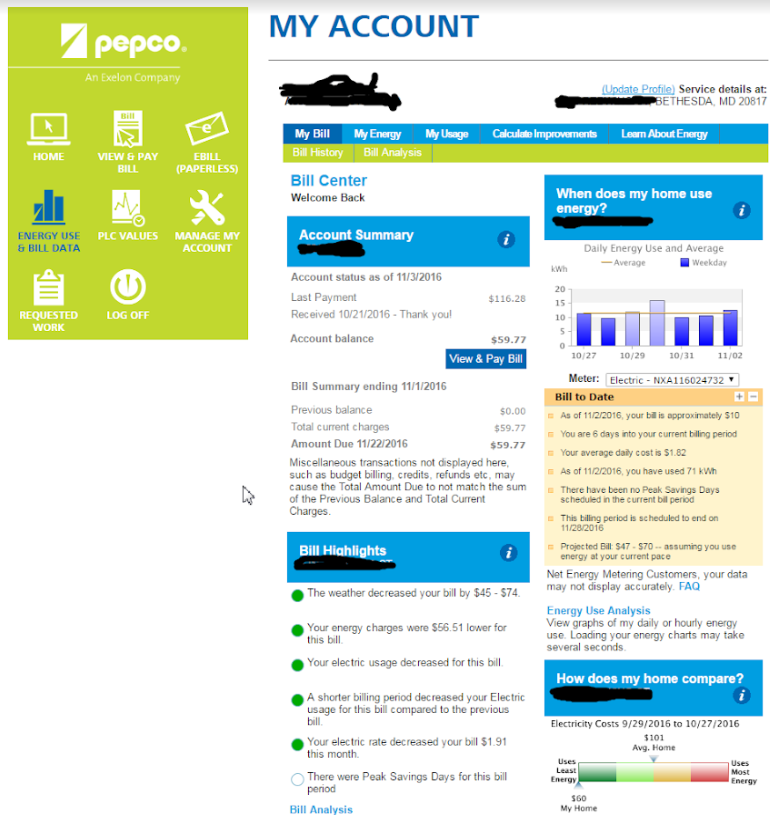 pepco.
An Exelon Company
HOME
VIEW & PAY
BILL
Bill
EBILL
(PAPERLESS)
e
ENERGY USE
& BILL DATA
PLC VALUES
MANAGE MY
ACCOUNT
REQUESTED
WORK
LOG OFF
MY ACCOUNT
(Update Profile) Service details at:
BETHESDA, MD 20817
My Bill My Energy My Usage Calculate Improvements Learn About Energy
Bill History Bill Analysis
Bill Center
Welcome Back
Account Summary i
Account status as of 11/3/2016
Last Payment $116.28
Received 10/21/2016 - Thank you!
Account balance $59.77
View & Pay Bill
Bill Summary ending 11/1/2016
Previous balance $0.00
Total current charges $59.77
Amount Due 11/22/2016 $59.77
Miscellaneous transactions not displayed here,
such as budget billing, credits, refunds etc, may
cause the Total Amount Due to not match the sum
of the Previous Balance and Total Current
Charges.
Bill Highlights i
The weather decreased your bill by $45 - $74.
Your energy charges were $56.51 lower for
this bill.
Your electric usage decreased for this bill.
A shorter billing period decreased your Electric
usage for this bill compared to the previous
bill.
Your electric rate decreased your bill $1.91
this month.
There were Peak Savings Days for this bill
period
Bill Analysis
When does my home use
energy? i
Daily Energy Use and Average
Average Weekday
kWh
20
15
10
5
0
10/27 10/29 10/31 11/02
Meter: Electric - NXA116024732
Bill to Date + −
As of 11/2/2016, your bill is approximately $10
You are 6 days into your current billing period
Your average daily cost is $1.82
As of 11/2/2016, you have used 71 kWh
There have been no Peak Savings Days
scheduled in the current bill period
This billing period is scheduled to end on
11/28/2016
Projected Bill: $47 - $70 -- assuming you use
energy at your current pace
Net Energy Metering Customers, your data
may not display accurately. FAQ
Energy Use Analysis
View graphs of my daily or hourly energy
use. Loading your energy charts may take
several seconds.
How does my home compare?
i
Electricity Costs 9/29/2016 to 10/27/2016
$101
Avg. Home
Uses
Least
Energy
Uses
Most
Energy
$60
My Home